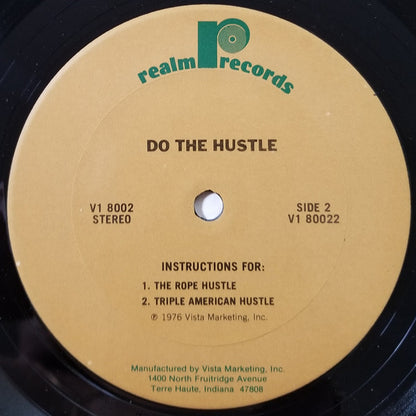 realm records
DO THE HUSTLE
V1 8002
STEREO
SIDE 2
V1 80022
INSTRUCTIONS FOR:
1. THE ROPE HUSTLE
2. TRIPLE AMERICAN HUSTLE
℗ 1976 Vista Marketing, Inc.
Manufactured by Vista Marketing, Inc.
1400 North Fruitridge Avenue
Terre Haute, Indiana 47808